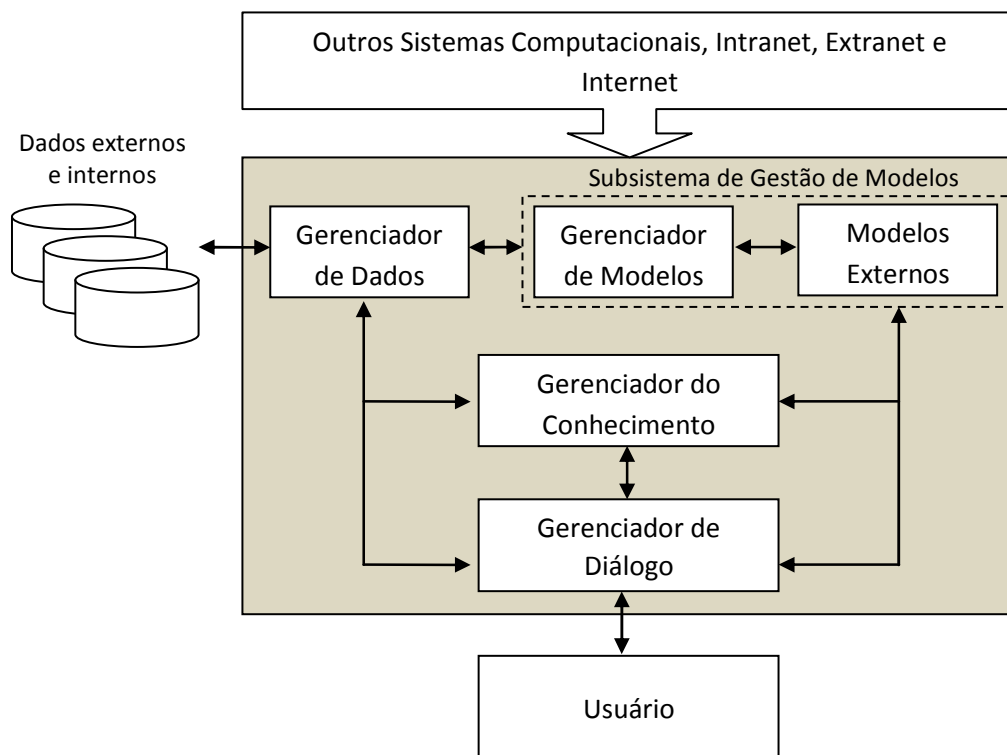 Outros Sistemas Computacionais, Intranet, Extranet e
Internet
Dados externos
e internos
Subsistema de Gestão de Modelos
Gerenciador
de Dados
Gerenciador
de Modelos
Modelos
Externos
Gerenciador do
Conhecimento
Gerenciador de
Diálogo
Usuário